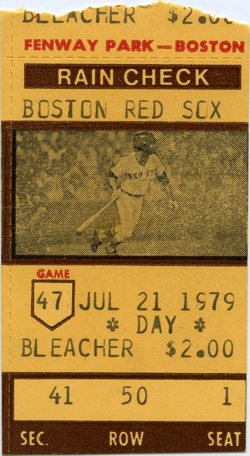 BLEACHER $2.00
FENWAY PARK—BOSTON
RAIN CHECK
BOSTON RED SOX
GAME
47 JUL 21 1979
* DAY *
BLEACHER $2.00
41 50 1
SEC. ROW SEAT